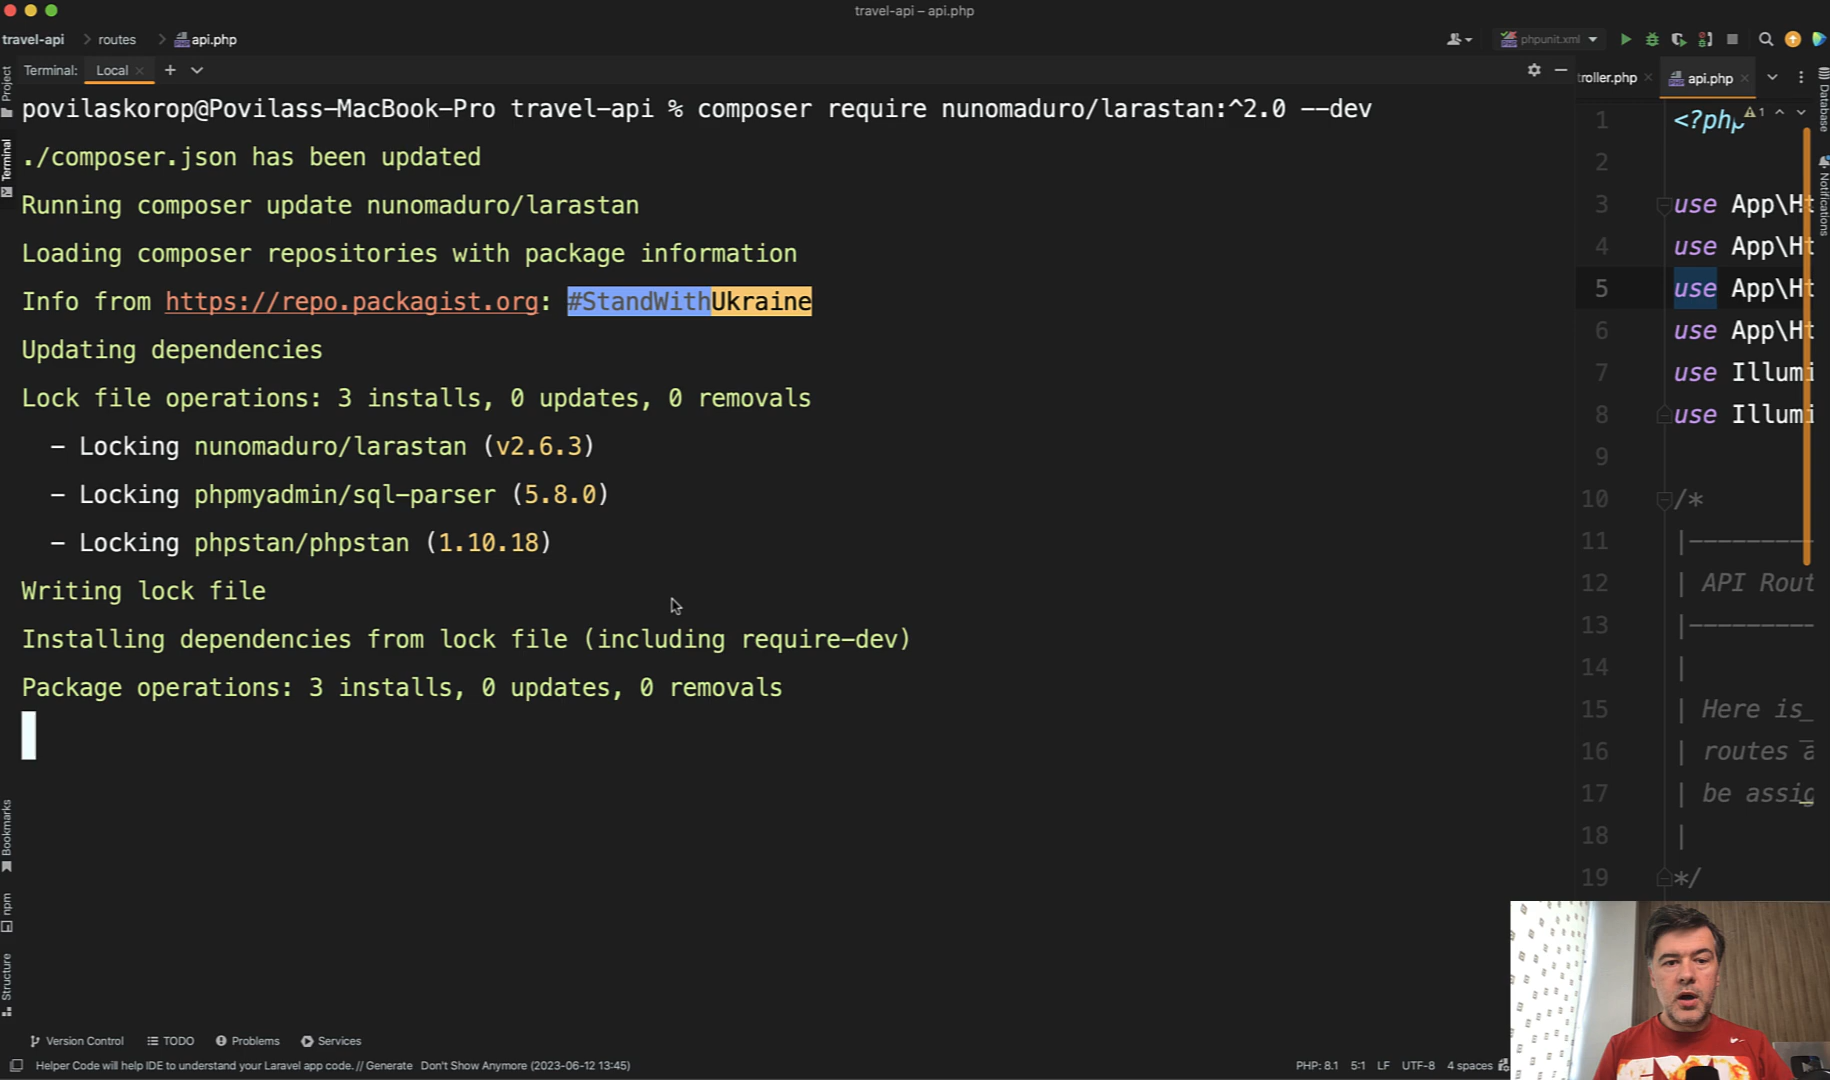 travel-api – api.php
travel-api
routes
api.php
phpunit.xml
Terminal:
Local
troller.php
api.php
Project
Terminal
Bookmarks
npm
Structure
Database
Notifications
povilaskorop@Povilass-MacBook-Pro travel-api % composer require nunomaduro/larastan:^2.0 --dev
./composer.json has been updated
Running composer update nunomaduro/larastan
Loading composer repositories with package information
Info from https://repo.packagist.org: #StandWithUkraine
Updating dependencies
Lock file operations: 3 installs, 0 updates, 0 removals
- Locking nunomaduro/larastan (v2.6.3)
- Locking phpmyadmin/sql-parser (5.8.0)
- Locking phpstan/phpstan (1.10.18)
Writing lock file
Installing dependencies from lock file (including require-dev)
Package operations: 3 installs, 0 updates, 0 removals
1 <?php
1
2
3 use App\Ht
4 use App\Ht
5 use App\Ht
6 use App\Ht
7 use Illumi
8 use Illumi
9
10 /*
11 |---------
12 | API Rout
13 |---------
14 |
15 | Here is
16 | routes a
17 | be assig
18 |
19 */
Version Control
TODO
Problems
Services
Helper Code will help IDE to understand your Laravel app code. // Generate Don't Show Anymore (2023-06-12 13:45)
PHP: 8.1 5:1 LF UTF-8 4 spaces